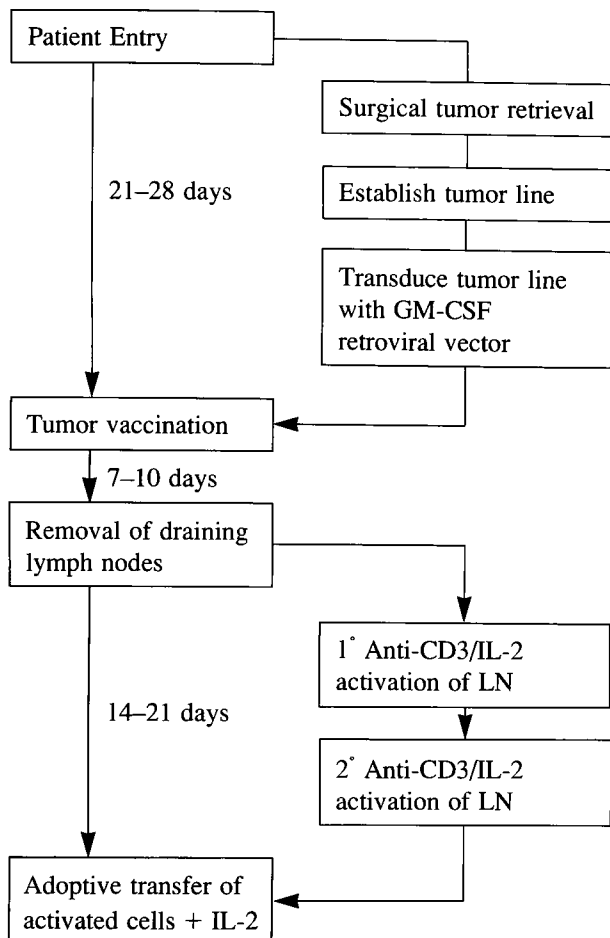 Patient Entry
Surgical tumor retrieval
21–28 days
Establish tumor line
Transduce tumor line
with GM-CSF
retroviral vector
Tumor vaccination
7–10 days
Removal of draining
lymph nodes
1° Anti-CD3/IL-2
activation of LN
14–21 days
2° Anti-CD3/IL-2
activation of LN
Adoptive transfer of
activated cells + IL-2